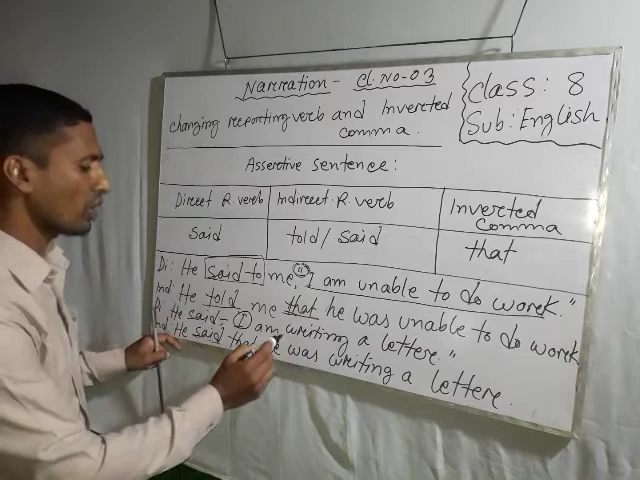 Narration - Cl. No-03
Class: 8
Sub: English
changing reeporting verb and Inverted
comma.
Assertive sentence:
Direct R. verb Indirect. R. verb Inverted
Comma
said told/ said that
Di: He said to me, "I am unable to do work."
Ind: He told me that he was unable to do work
Di: He said- I am writing a letter."
Ind: He said that he was writing a letter.